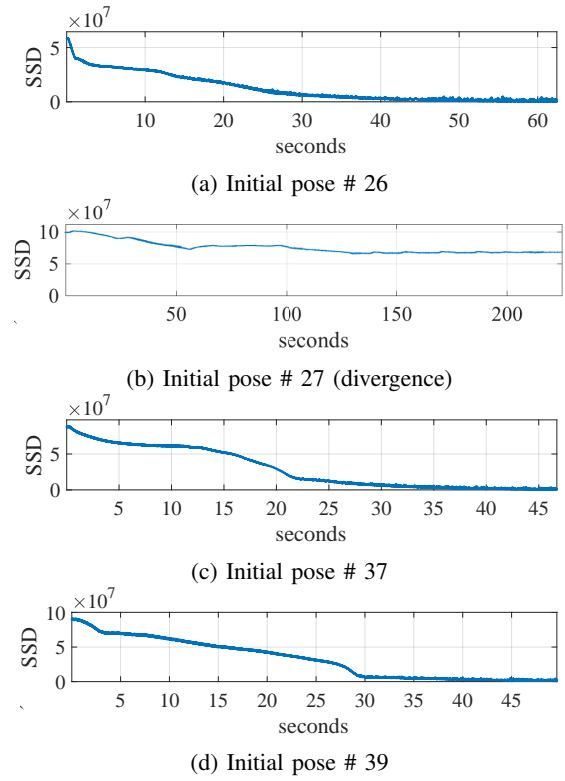 ×10⁷
5
0
SSD
10 20 30 40 50 60
seconds
(a) Initial pose # 26
×10⁷
10
5
0
SSD
50 100 150 200
seconds
(b) Initial pose # 27 (divergence)
×10⁷
5
0
SSD
5 10 15 20 25 30 35 40 45
seconds
(c) Initial pose # 37
×10⁷
10
5
0
SSD
5 10 15 20 25 30 35 40 45
seconds
(d) Initial pose # 39